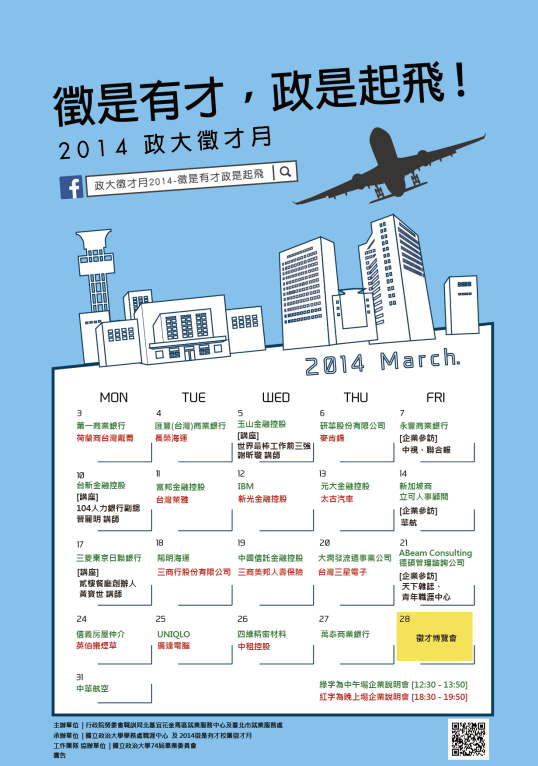 徵是有才，政是起飛！
2014 政大徵才月
f 政大徵才月2014-徵是有才政是起飛
2014 March.
MON TUE WED THU FRI
3
第一商業銀行
荷蘭商台灣戴爾
4
匯豐(台灣)商業銀行
萬榮海運
5
玉山金融控股
[講座]
世界最棒工作前三強
謝昕璇 講師
6
研華股份有限公司
麥肯錫
7
永豐商業銀行
[企業參訪]
中視、聯合報
10
台新金融控股
[講座]
104人力銀行副總
晉麗明 講師
11
富邦金融控股
台灣萊雅
12
IBM
新光金融控股
13
元大金融控股
太古汽車
14
新加坡商
立可人事顧問
[企業參訪]
華航
17
三菱東京日聯銀行
[講座]
貳樓餐廳創辦人
黃寶世 講師
18
陽明海運
三商行股份有限公司
19
中國信託金融控股
三商美邦人壽保險
20
大潤發流通事業公司
台灣三星電子
21
ABeam Consulting
德碩管理諮詢公司
[企業參訪]
天下雜誌、
青年職涯中心
24
信義房屋仲介
英伯樂煙草
25
UNIQLO
廣達電腦
26
四維精密材料
中租控股
27
萬泰商業銀行
28
徵才博覽會
31
中華航空
綠字為中午場企業說明會 [12:30 - 13:50]
紅字為晚上場企業說明會 [18:30 - 19:50]
主辦單位 | 行政院勞委會職訓局北基宜花金馬區就業服務中心及臺北市就業服務處
承辦單位 | 國立政治大學學務處職涯中心 及 2014徵是有才校園徵才月
工作團隊 協辦單位 | 國立政治大學74屆畢業委員會
廣告